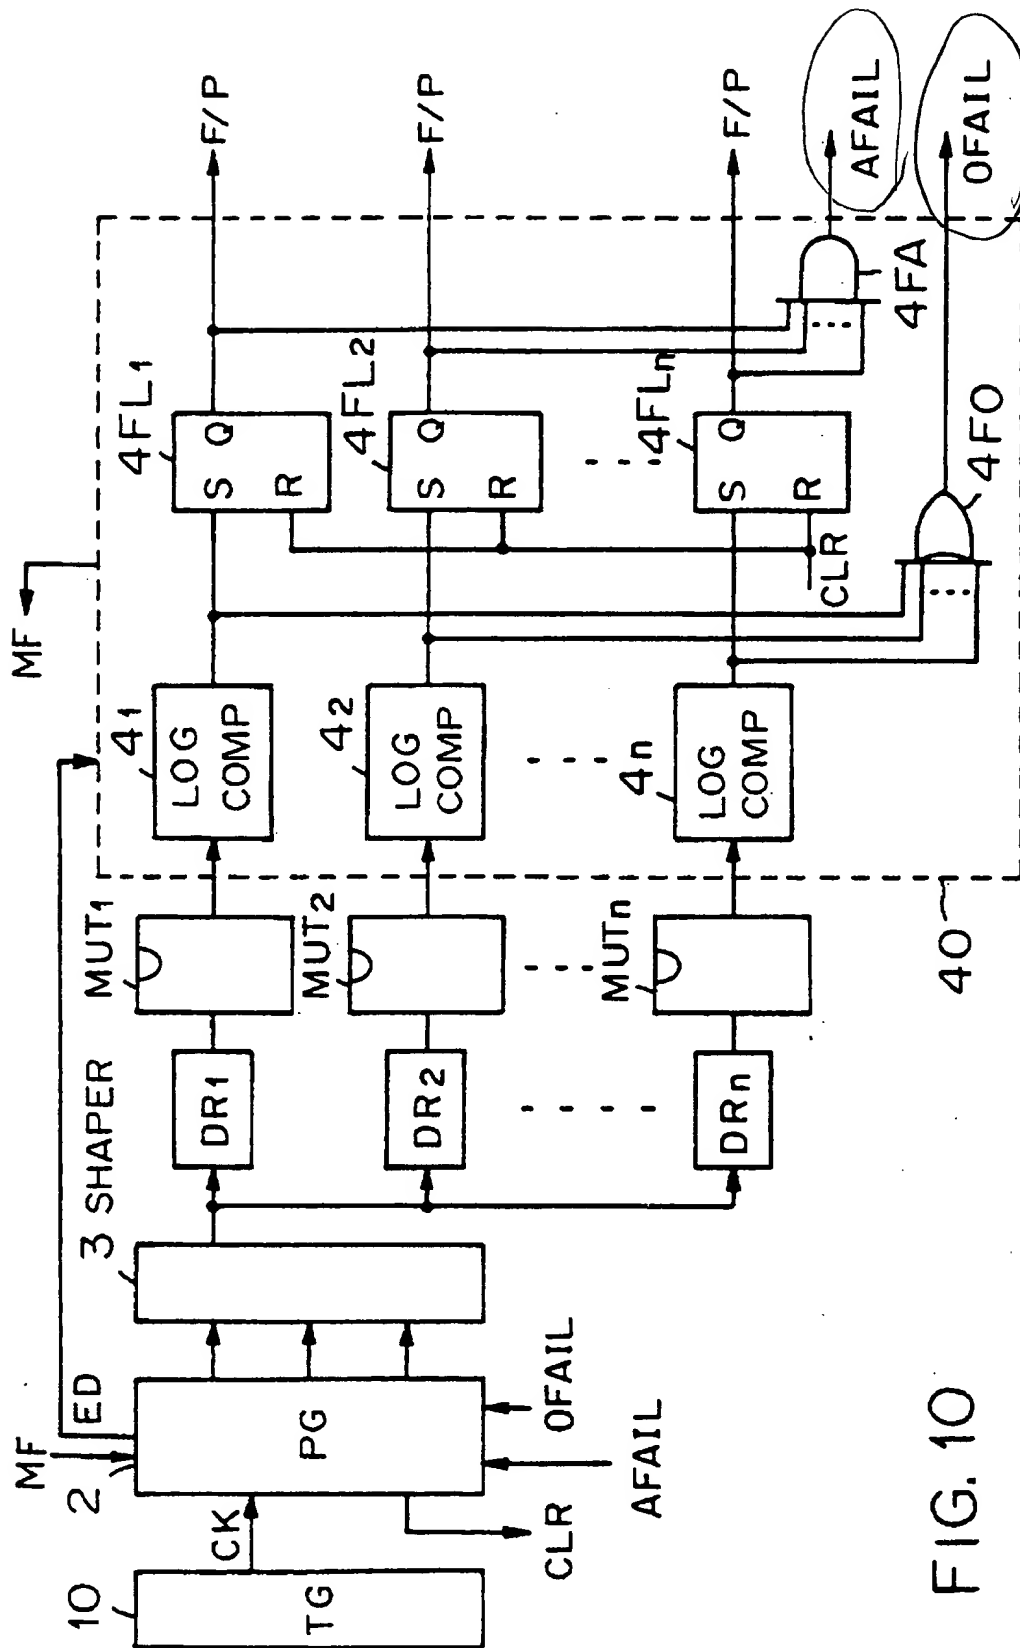 10
TG
CK
MF
2
ED
PG
CLR
AFAIL
OFAIL
3 SHAPER
DR1
DR2
DRn
MUT1
MUT2
MUTn
40
MF
41
LOG
COMP
42
LOG
COMP
4n
LOG
COMP
4FL1
S Q
R
4FL2
S Q
R
4FLn
S Q
R
CLR
4FO
4FA
F/P
F/P
F/P
AFAIL
OFAIL
FIG. 10